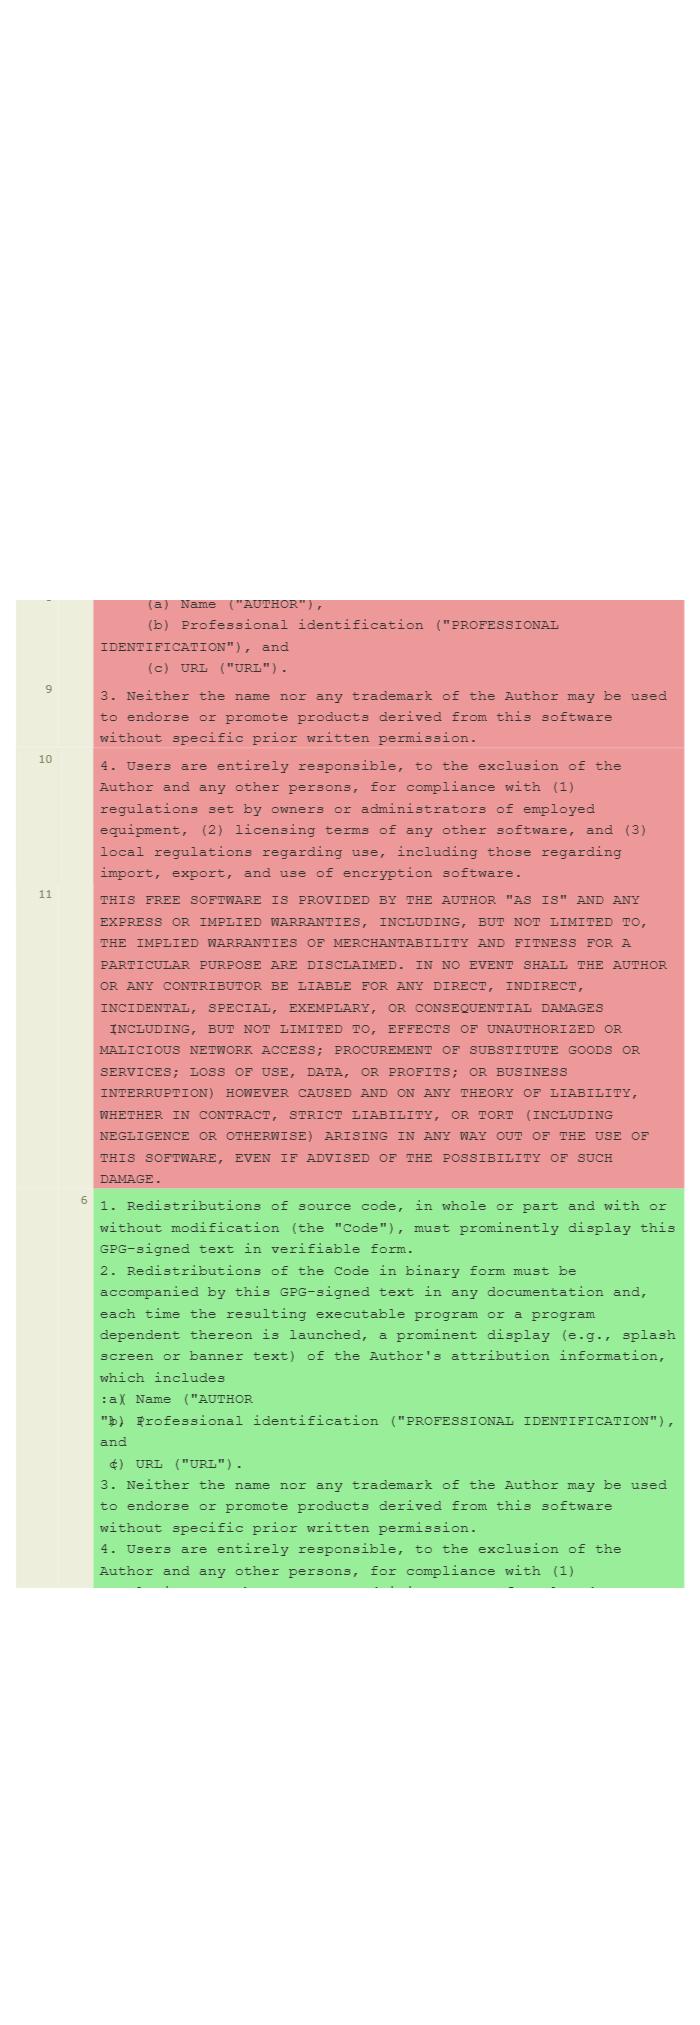 (a) Name ("AUTHOR"),
(b) Professional identification ("PROFESSIONAL
IDENTIFICATION"), and
(c) URL ("URL").
9
3. Neither the name nor any trademark of the Author may be used
to endorse or promote products derived from this software
without specific prior written permission.
10
4. Users are entirely responsible, to the exclusion of the
Author and any other persons, for compliance with (1)
regulations set by owners or administrators of employed
equipment, (2) licensing terms of any other software, and (3)
local regulations regarding use, including those regarding
import, export, and use of encryption software.
11
THIS FREE SOFTWARE IS PROVIDED BY THE AUTHOR "AS IS" AND ANY
EXPRESS OR IMPLIED WARRANTIES, INCLUDING, BUT NOT LIMITED TO,
THE IMPLIED WARRANTIES OF MERCHANTABILITY AND FITNESS FOR A
PARTICULAR PURPOSE ARE DISCLAIMED. IN NO EVENT SHALL THE AUTHOR
OR ANY CONTRIBUTOR BE LIABLE FOR ANY DIRECT, INDIRECT,
INCIDENTAL, SPECIAL, EXEMPLARY, OR CONSEQUENTIAL DAMAGES
(INCLUDING, BUT NOT LIMITED TO, EFFECTS OF UNAUTHORIZED OR
MALICIOUS NETWORK ACCESS; PROCUREMENT OF SUBSTITUTE GOODS OR
SERVICES; LOSS OF USE, DATA, OR PROFITS; OR BUSINESS
INTERRUPTION) HOWEVER CAUSED AND ON ANY THEORY OF LIABILITY,
WHETHER IN CONTRACT, STRICT LIABILITY, OR TORT (INCLUDING
NEGLIGENCE OR OTHERWISE) ARISING IN ANY WAY OUT OF THE USE OF
THIS SOFTWARE, EVEN IF ADVISED OF THE POSSIBILITY OF SUCH
DAMAGE.
6
1. Redistributions of source code, in whole or part and with or
without modification (the "Code"), must prominently display this
GPG-signed text in verifiable form.
2. Redistributions of the Code in binary form must be
accompanied by this GPG-signed text in any documentation and,
each time the resulting executable program or a program
dependent thereon is launched, a prominent display (e.g., splash
screen or banner text) of the Author's attribution information,
which includes
:a)( Name ("AUTHOR
"), (b) Professional identification ("PROFESSIONAL IDENTIFICATION"),
and
(c) URL ("URL").
3. Neither the name nor any trademark of the Author may be used
to endorse or promote products derived from this software
without specific prior written permission.
4. Users are entirely responsible, to the exclusion of the
Author and any other persons, for compliance with (1)